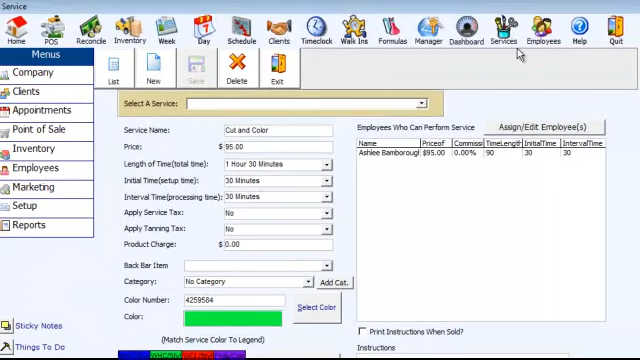 Service
Home POS Reconcile Inventory Week Day Schedule Clients Timeclock Walk Ins Formulas Manager Dashboard Services Employees Help Quit
Menus
Company
Clients
Appointments
Point of Sale
Inventory
Employees
Marketing
Setup
Reports
Sticky Notes
Things To Do
List New Save Delete Exit
Select A Service:
Service Name: Cut and Color
Price: $ 95.00
Length of Time(total time): 1 Hour 30 Minutes
Initial Time(setup time) 30 Minutes
Interval Time(processing time) 30 Minutes
Apply Service Tax: No
Apply Tanning Tax: No
Product Charge: $ 0.00
Back Bar Item
Category: No Category Add Cat.
Color Number: 4259584
Color: Select Color
(Match Service Color To Legend)
Employees Who Can Perform Service Assign/Edit Employee(s)
Name Priceof Commiss TimeLength InitialTime IntervalTime
Ashlee Bamborough $95.00 0.00% 90 30 30
Print Instructions When Sold?
Instructions